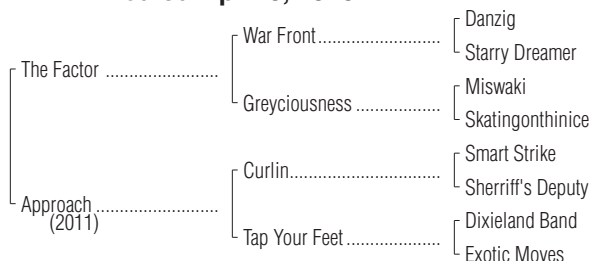 War Front
Danzig
Starry Dreamer
The Factor
Greyciousness
Miswaki
Skatingonthinice
Curlin
Smart Strike
Sherriff's Deputy
Approach
(2011)
Tap Your Feet
Dixieland Band
Exotic Moves